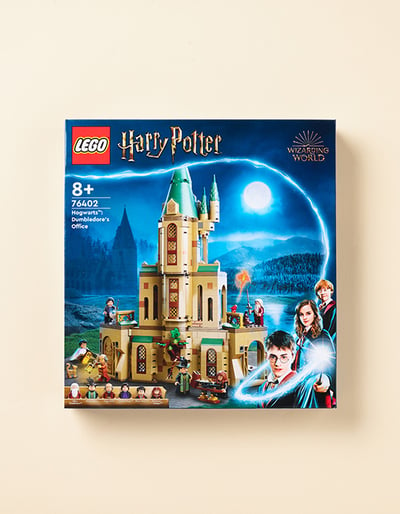 LEGO
Harry Potter
WIZARDING
WORLD
8+
76402
Hogwarts™:
Dumbledore's
Office